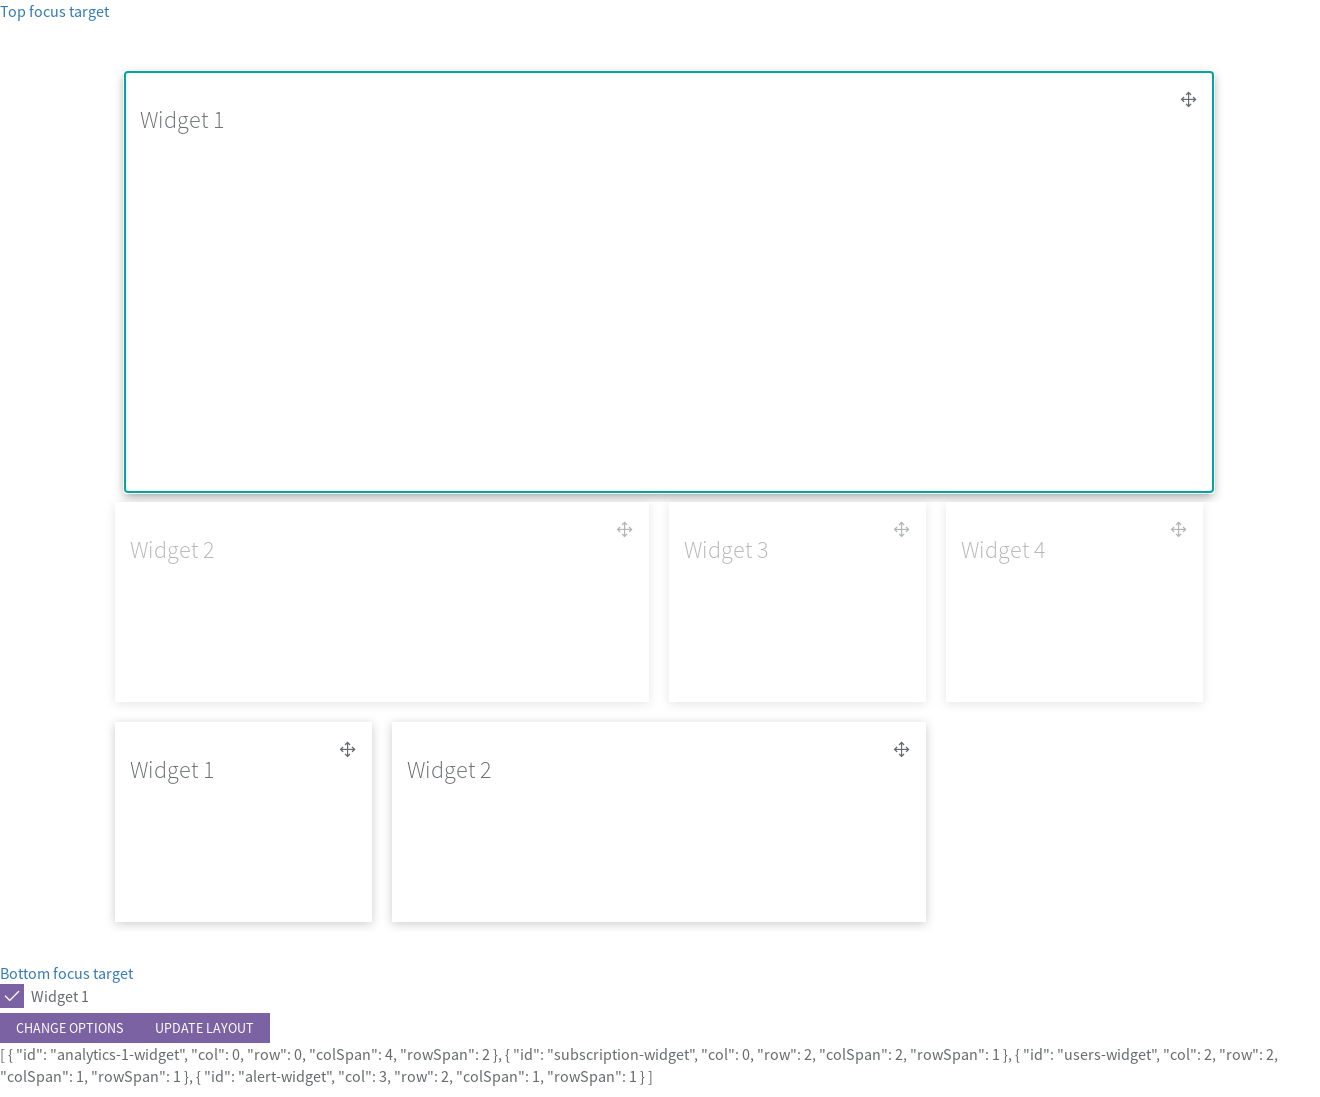 Top focus target
Widget 1
Widget 2
Widget 3
Widget 4
Widget 1
Widget 2
Bottom focus target
Widget 1
CHANGE OPTIONS
UPDATE LAYOUT
[ { "id": "analytics-1-widget", "col": 0, "row": 0, "colSpan": 4, "rowSpan": 2 }, { "id": "subscription-widget", "col": 0, "row": 2, "colSpan": 2, "rowSpan": 1 }, { "id": "users-widget", "col": 2, "row": 2,
"colSpan": 1, "rowSpan": 1 }, { "id": "alert-widget", "col": 3, "row": 2, "colSpan": 1, "rowSpan": 1 } ]